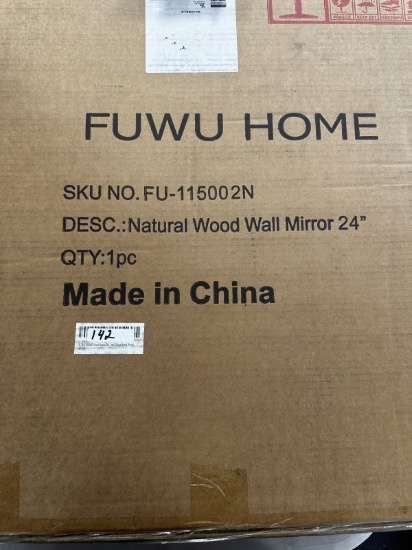 FUWU HOME
SKU NO. FU-115002N
DESC.:Natural Wood Wall Mirror 24"
QTY:1pc
Made in China
142